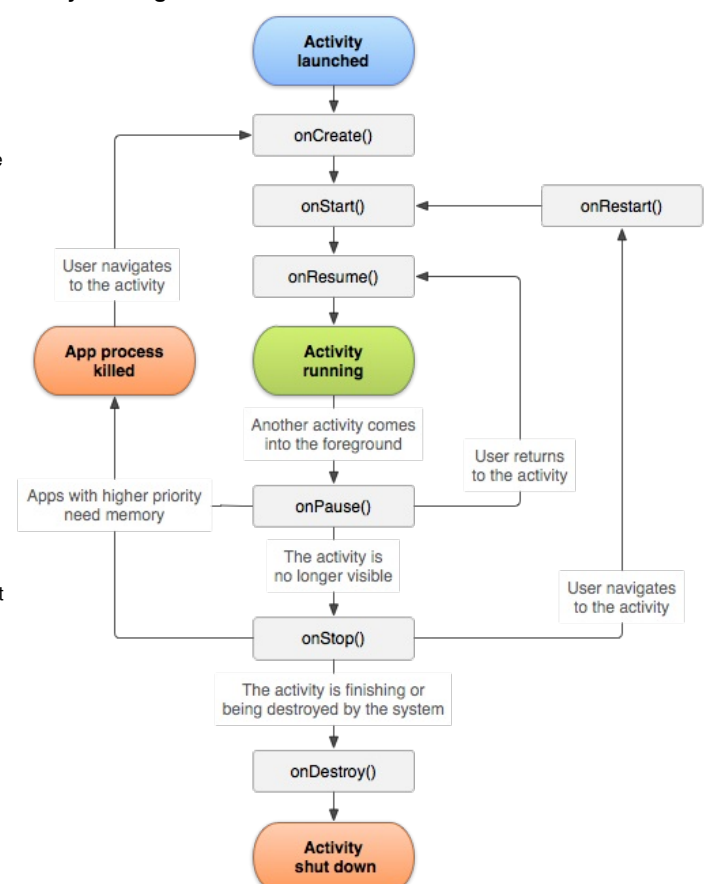 Activity
launched
onCreate()
onStart()
onRestart()
onResume()
User navigates
to the activity
App process
killed
Activity
running
Another activity comes
into the foreground
User returns
to the activity
Apps with higher priority
need memory
onPause()
The activity is
no longer visible
User navigates
to the activity
onStop()
The activity is finishing or
being destroyed by the system
onDestroy()
Activity
shut down